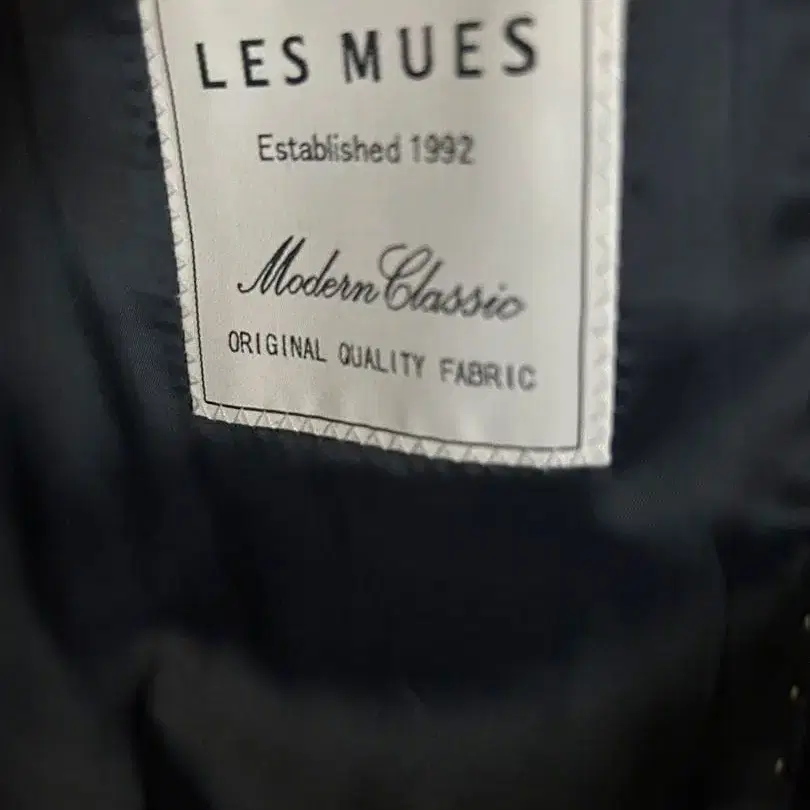 LES MUES
Established 1992
Modern Classic
ORIGINAL QUALITY FABRIC